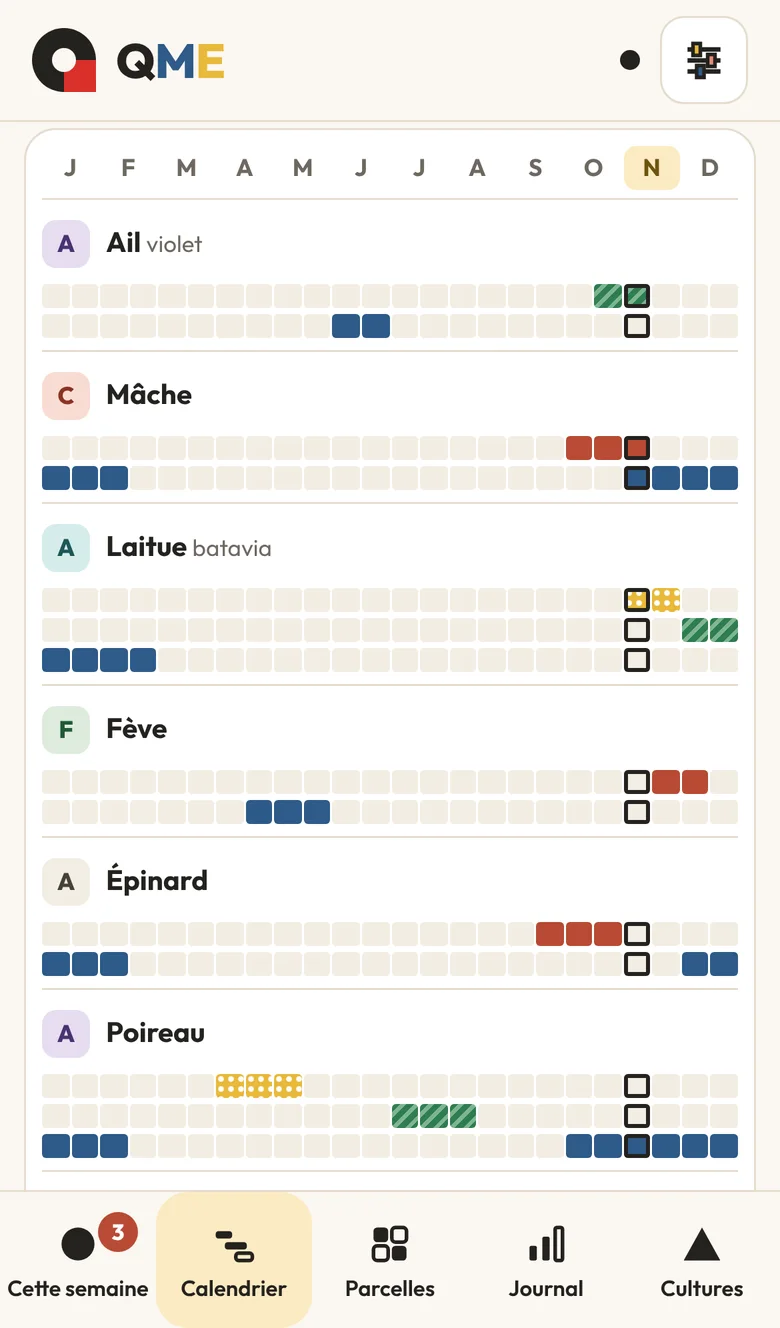 QME
J F M A M J J A S O N D
A Ail violet
C Mâche
A Laitue batavia
F Fève
A Épinard
A Poireau
3
Cette semaine Calendrier Parcelles Journal Cultures